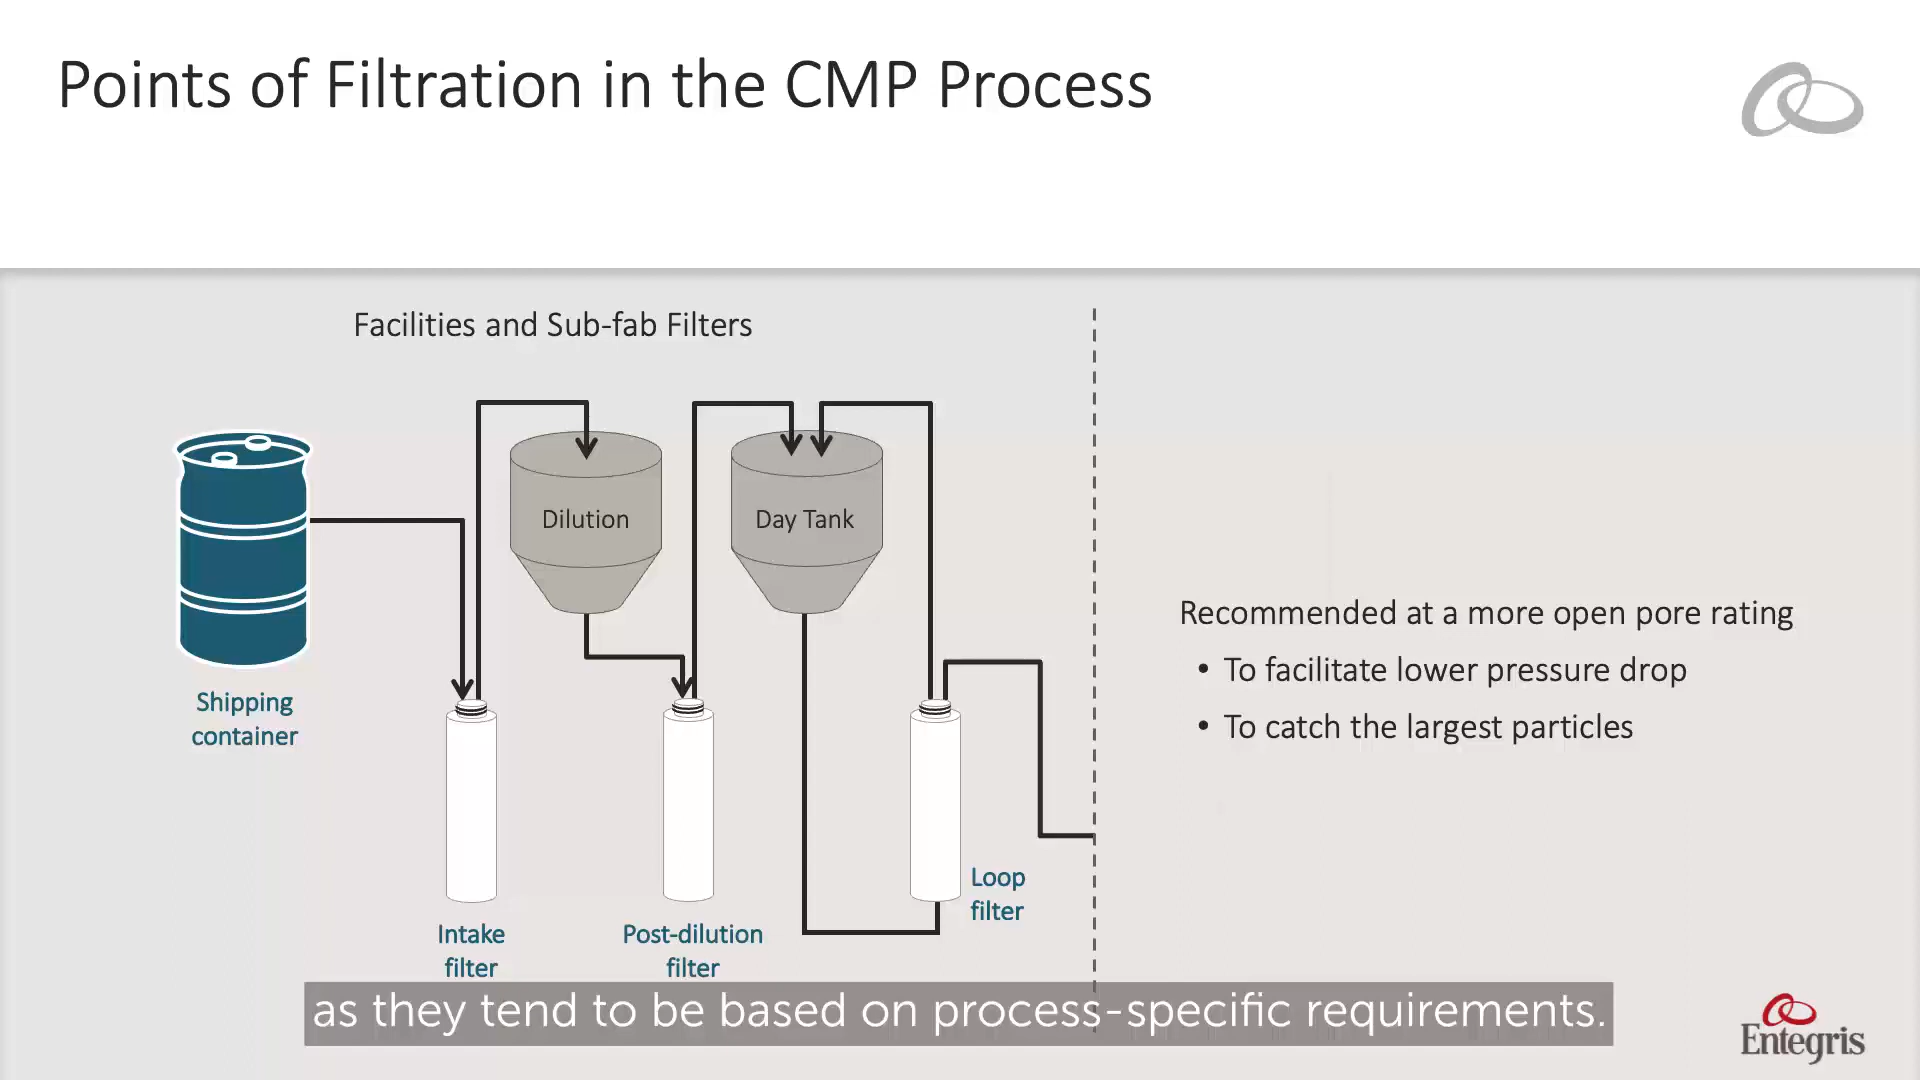 Points of Filtration in the CMP Process
Facilities and Sub-fab Filters
Dilution
Day Tank
Shipping
container
Intake
filter
Post-dilution
filter
Loop
filter
Recommended at a more open pore rating
• To facilitate lower pressure drop
• To catch the largest particles
as they tend to be based on process-specific requirements.
Entegris